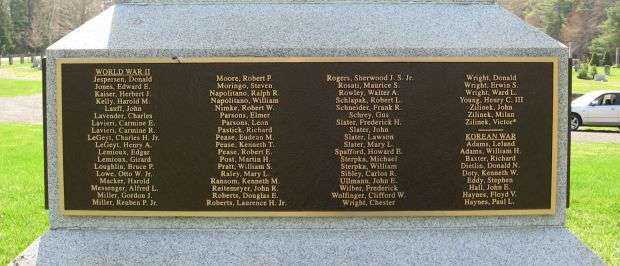 WORLD WAR II
Jespersen, Donald
Jones, Edward E.
Kaiser, Herbert J.
Kelly, Harold M.
Lauff, John
Lavender, Charles
Laviery, Carmine E.
Laviery, Carmine R.
LeGeyt, Charles H. Jr.
LeGeyt, Henry A.
Lemioux, Edgar
Lemioux, Girard
Loughlin, Bruce P.
Lowe, Otto W. Jr.
Macker, Harold
Messenger, Alfred L.
Miller, Gordon J.
Miller, Reuben P. Jr.
Moore, Robert P.
Moringo, Steven
Napolitano, Ralph R.
Napolitano, William
Nimke, Robert W.
Parsons, Elmer
Parsons, Leon
Pastick, Richard
Pease, Eudean M.
Pease, Kenneth T.
Pease, Robert E.
Post, Martin H.
Pratt, William S.
Raley, Mary L.
Ransom, Kenneth M.
Reitemeyer, John R.
Roberts, Douglas E.
Roberts, Laurence H. Jr.
Rogers, Sherwood J. S. Jr.
Rosati, Maurice S.
Rowley, Walter A.
Schlapak, Robert L.
Schneider, Frank R.
Schrey, Gus
Slater, Frederick H.
Slater, John
Slater, Lawson
Slater, Mary L.
Spafford, Howard E.
Sterpka, Michael
Sterpka, William
Sibley, Carlos R.
Ullmann, John E.
Wilber, Frederick
Wolfinger, Clifford W.
Wright, Chester
Wright, Donald
Wright, Erwin S.
Wright, Ward L.
Young, Henry C. III
Zilinek, John
Zilinek, Milan
Zilinek, Victor*
KOREAN WAR
Adams, Leland
Adams, William H.
Baxter, Richard
Dietlin, Donald N.
Doty, Kenneth W.
Eddy, Stephen
Hall, John E.
Haynes, Floyd V.
Haynes, Paul L.